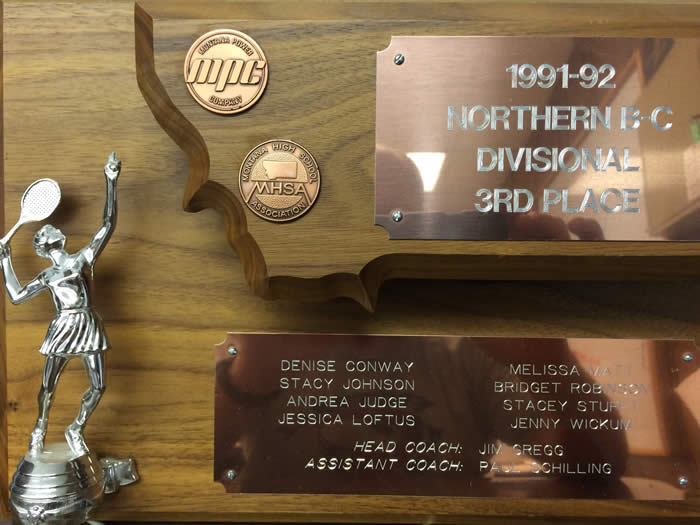 MONTANA POWER
mpc
COMPANY
MONTANA HIGH SCHOOL
MHSA
ASSOCIATION
1991-92
NORTHERN B-C
DIVISIONAL
3RD PLACE
DENISE CONWAY
STACY JOHNSON
ANDREA JUDGE
JESSICA LOFTUS
MELISSA
BRIDGET ROBINSON
STACEY
JENNY WICKUM
HEAD COACH: JIM GREGG
ASSISTANT COACH: PAUL SCHILLING